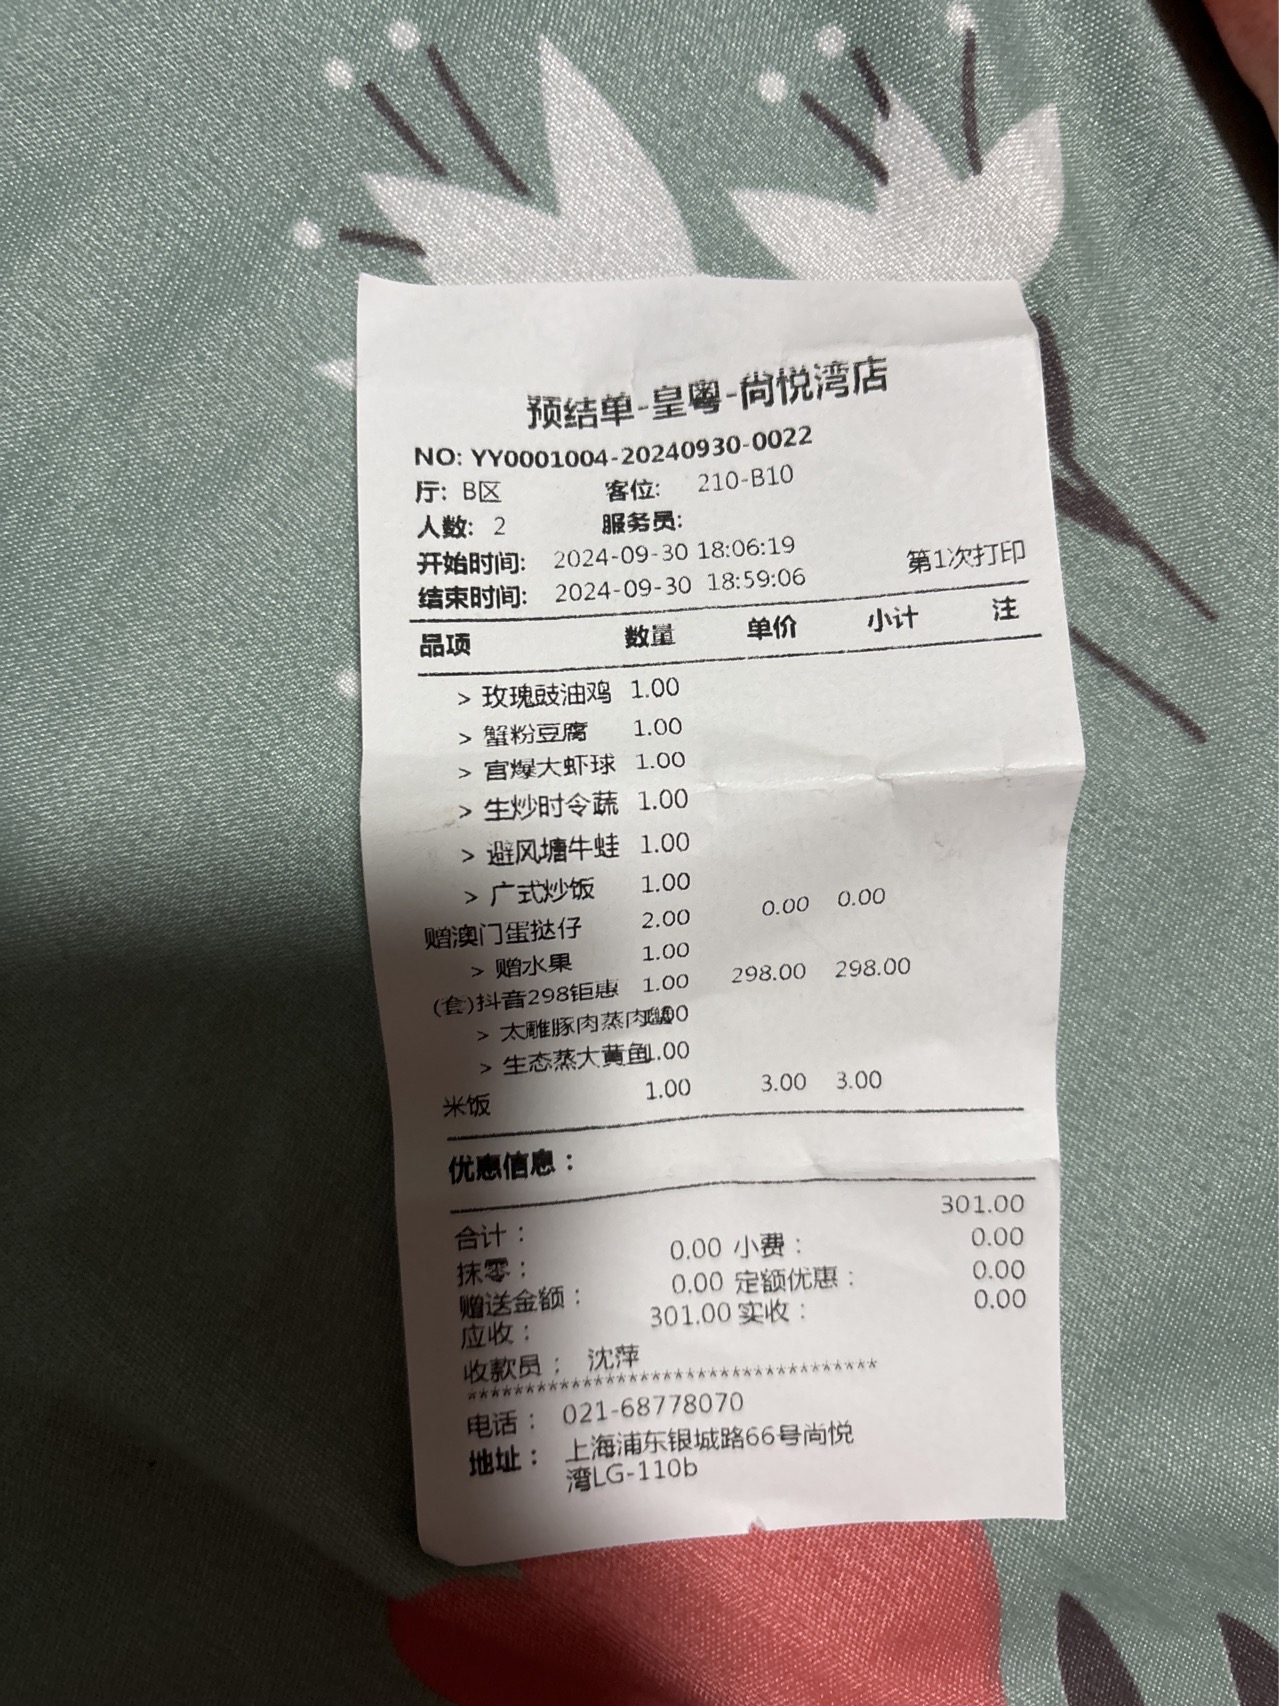 预结单-皇粤-尚悦湾店
NO: YY0001004-20240930-0022
厅: B区 客位: 210-B10
人数: 2 服务员:
开始时间: 2024-09-30 18:06:19
结束时间: 2024-09-30 18:59:06 第1次打印
品项 数量 单价 小计 注
> 玫瑰豉油鸡 1.00
> 蟹粉豆腐 1.00
> 宫爆大虾球 1.00
> 生炒时令蔬 1.00
> 避风塘牛蛙 1.00
> 广式炒饭 1.00
赠澳门蛋挞仔 2.00 0.00 0.00
> 赠水果 1.00
(套)抖音298钜惠 1.00 298.00 298.00
> 太雕豚肉蒸肉 .00
> 生态蒸大黄鱼1.00
米饭 1.00 3.00 3.00
优惠信息：
合计： 301.00
抹零： 0.00 小费： 0.00
赠送金额： 0.00 定额优惠： 0.00
应收： 301.00 实收： 0.00
收款员： 沈萍
***********************************
电话： 021-68778070
地址： 上海浦东银城路66号尚悦
湾LG-110b